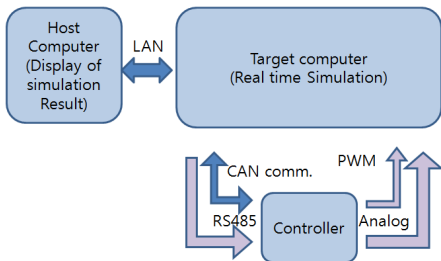 Host
Computer
(Display of
simulation
Result)
LAN
Target computer
(Real time Simulation)
CAN comm.
PWM
RS485
Controller
Analog